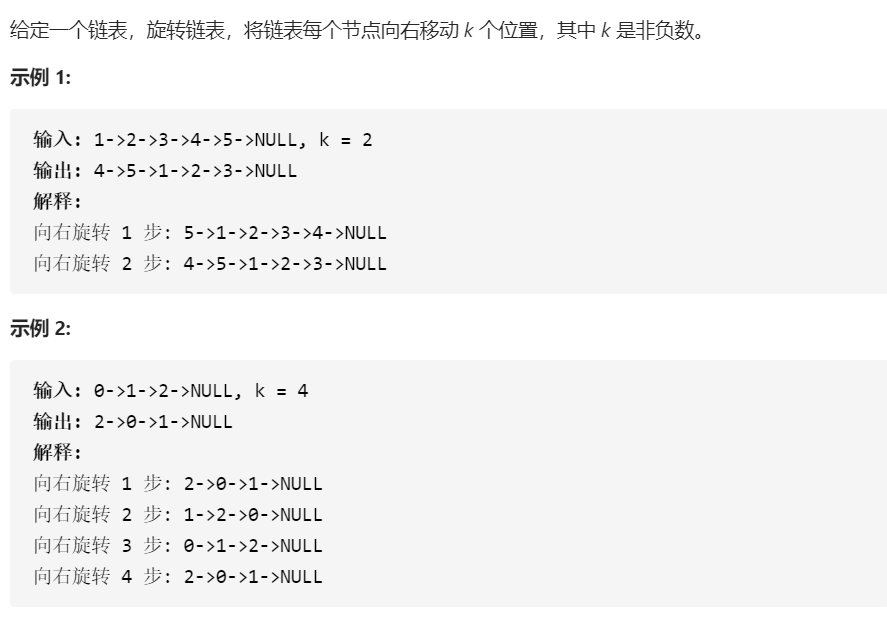 给定一个链表，旋转链表，将链表每个节点向右移动 k 个位置，其中 k 是非负数。
示例 1:
输入: 1->2->3->4->5->NULL, k = 2
输出: 4->5->1->2->3->NULL
解释:
向右旋转 1 步: 5->1->2->3->4->NULL
向右旋转 2 步: 4->5->1->2->3->NULL
示例 2:
输入: 0->1->2->NULL, k = 4
输出: 2->0->1->NULL
解释:
向右旋转 1 步: 2->0->1->NULL
向右旋转 2 步: 1->2->0->NULL
向右旋转 3 步: 0->1->2->NULL
向右旋转 4 步: 2->0->1->NULL